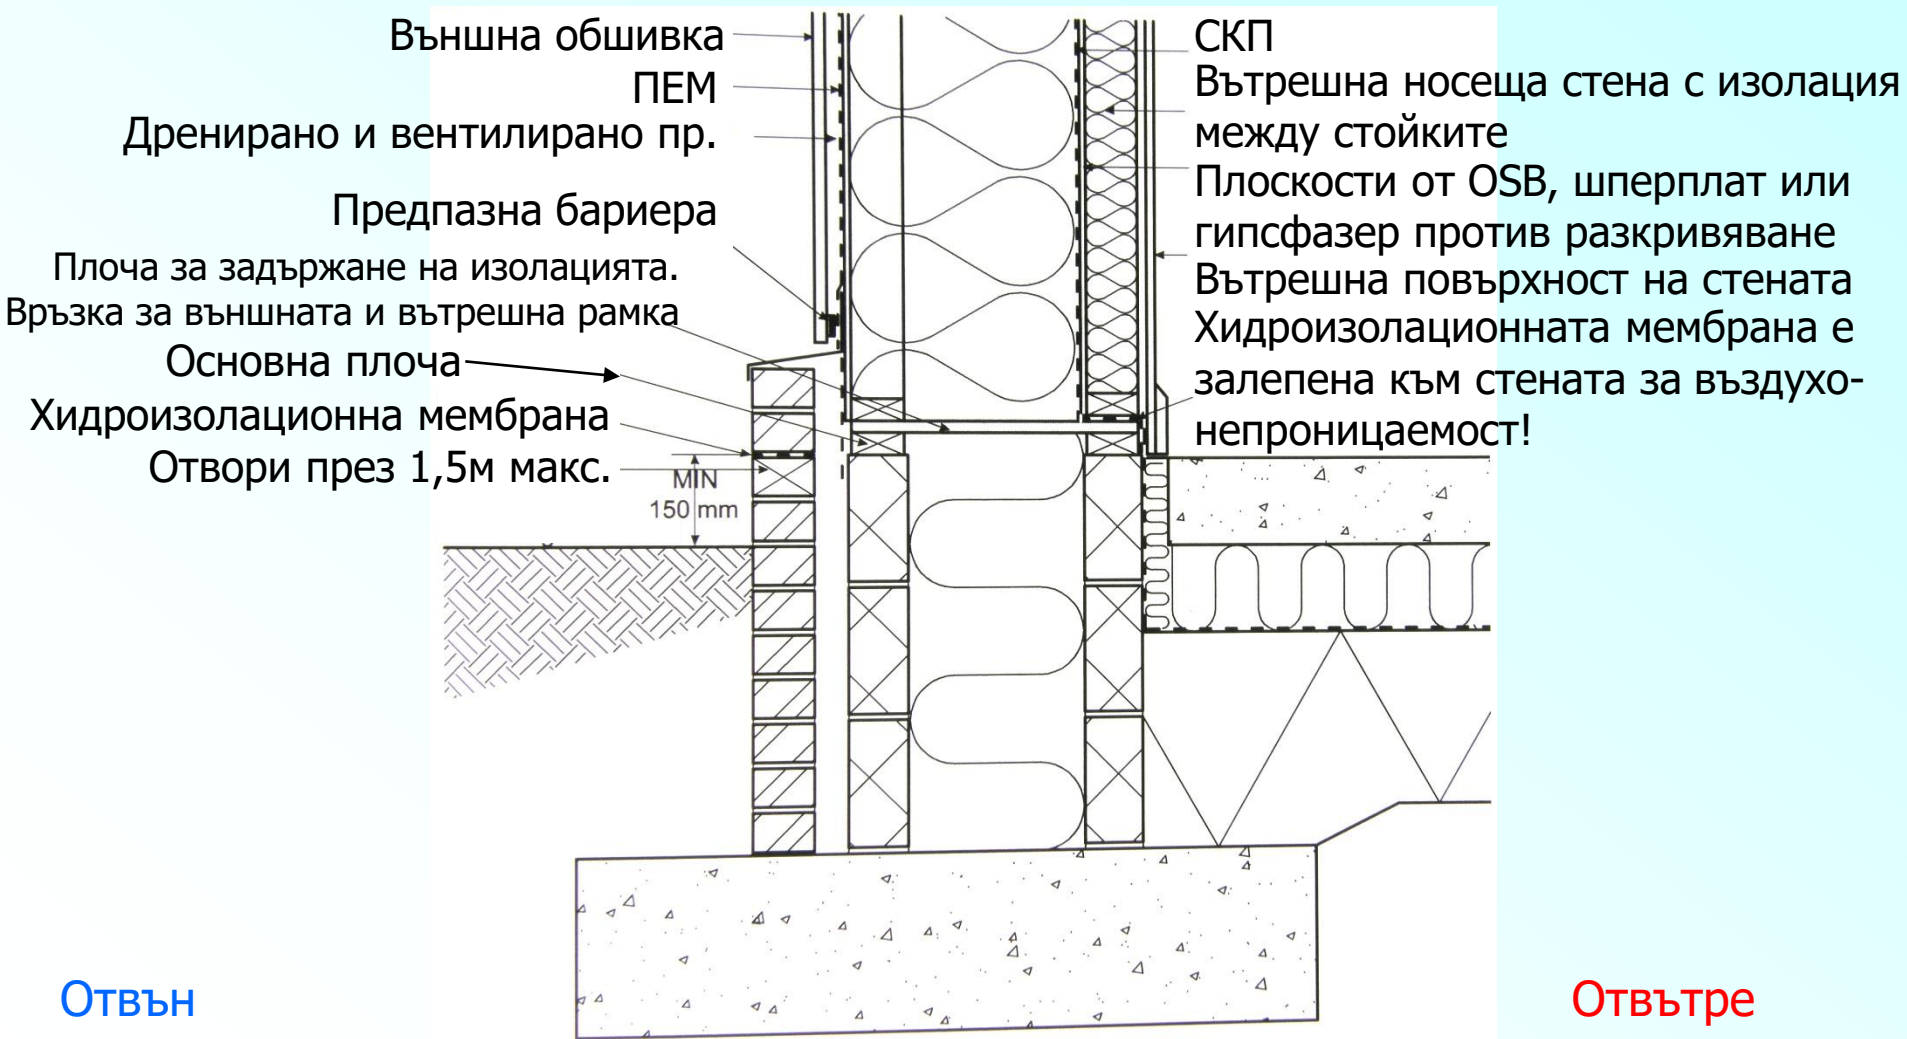 Външна обшивка
ПЕМ
Дренирано и вентилирано пр.
Предпазна бариера
Плоча за задържане на изолацията.
Връзка за външната и вътрешна рамка
Основна плоча
Хидроизолационна мембрана
Отвори през 1,5м макс.
MIN
150 mm
СКП
Вътрешна носеща стена с изолация
между стойките
Плоскости от OSB, шперплат или
гипсфазер против разкривяване
Вътрешна повърхност на стената
Хидроизолационната мембрана е
залепена към стената за въздухо-
непроницаемост!
Отвън
Отвътре